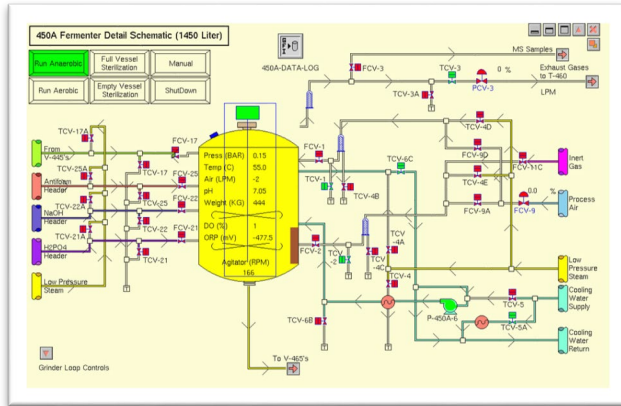 450A Fermenter Detail Schematic (1450 Liter)
Run Anaerobic
Full Vessel
Sterilization
Manual
Run Aerobic
Empty Vessel
Sterilization
ShutDown
450A-DATA-LOG
MS Samples
FCV-3
TCV-3
0 %
Exhaust Gases
to T-460
PCV-3
LPM
TCV-3A
TCV-17A
From
V-445's
FCV-17
TCV-17
TCV-25A
Antifoam
Header
FCV-25
TCV-25
TCV-22A
NaOH
Header
FCV-22
TCV-22
TCV-21A
H2PO4
Header
FCV-21
TCV-21
Low Pressure
Steam
Press (BAR) 0.15
Temp (C) 55.0
Air (LPM) -2
pH 7.05
Weight (KG) 444
DO (%) 1
ORP (mV) -477.5
Agitator (RPM)
166
FCV-1
TCV-1
TCV-4B
TCV-6C
TCV-4D
FCV-9D
FCV-11C
Inert
Gas
TCV-4E
0.0 %
FCV-9A
FCV-9
Process
Air
FCV-2
TCV
-2
TCV
-4C
TCV
-4A
TCV-4
Low
Pressure
Steam
TCV-6B
P-450A-6
TCV-5
Cooling
Water
Supply
TCV-5A
Cooling
Water
Return
To V-465's
Grinder Loop Controls